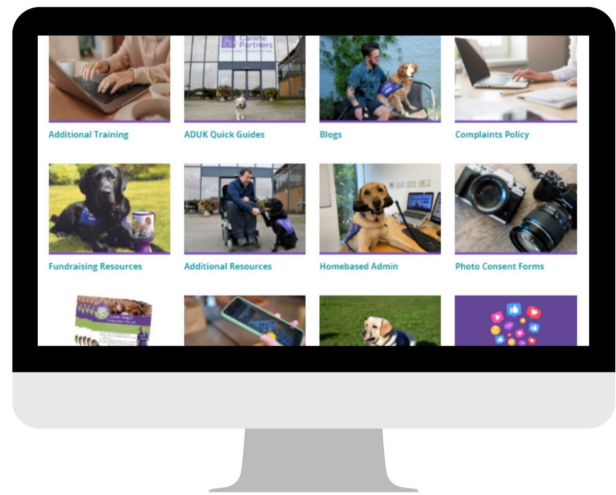 Canine
Partners
Additional Training
ADUK Quick Guides
Blogs
Complaints Policy
Fundraising Resources
Additional Resources
Homebased Admin
Photo Consent Forms